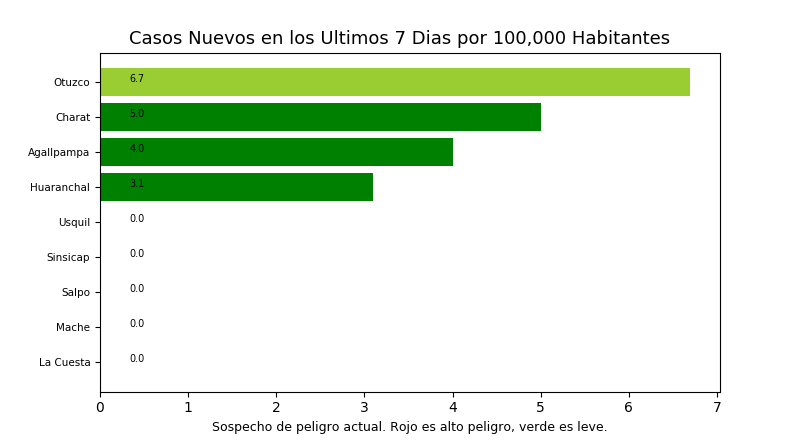 Casos Nuevos en los Ultimos 7 Dias por 100,000 Habitantes
Otuzco 6.7
Charat 5.0
Agallpampa 4.0
Huaranchal 3.1
Usquil 0.0
Sinsicap 0.0
Salpo 0.0
Mache 0.0
La Cuesta 0.0
0 1 2 3 4 5 6 7
Sospecho de peligro actual. Rojo es alto peligro, verde es leve.